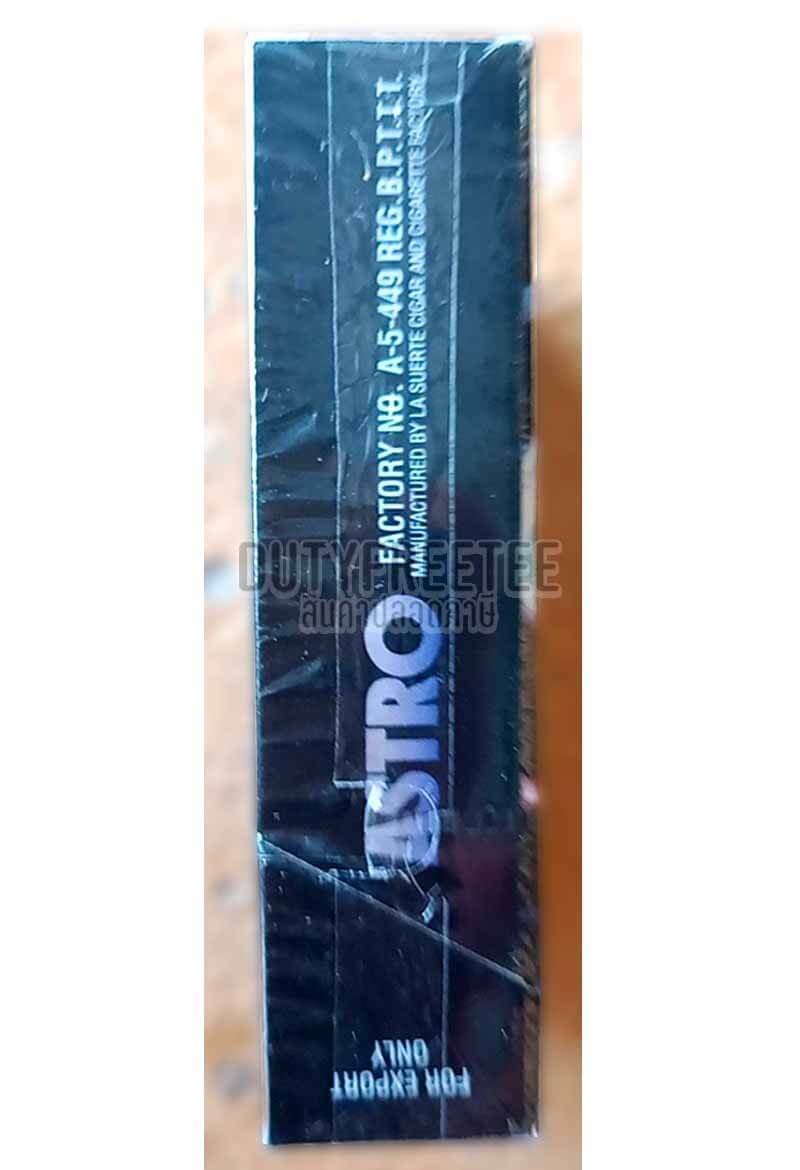 ASTRO
FACTORY NO. A-5-449 REG.B.P.T.I.T.
MANUFACTURED BY LA SUERTE CIGAR AND CIGARETTE FACTORY
FOR EXPORT
ONLY
DUTYFREETEE
สินค้าปลอดภาษี